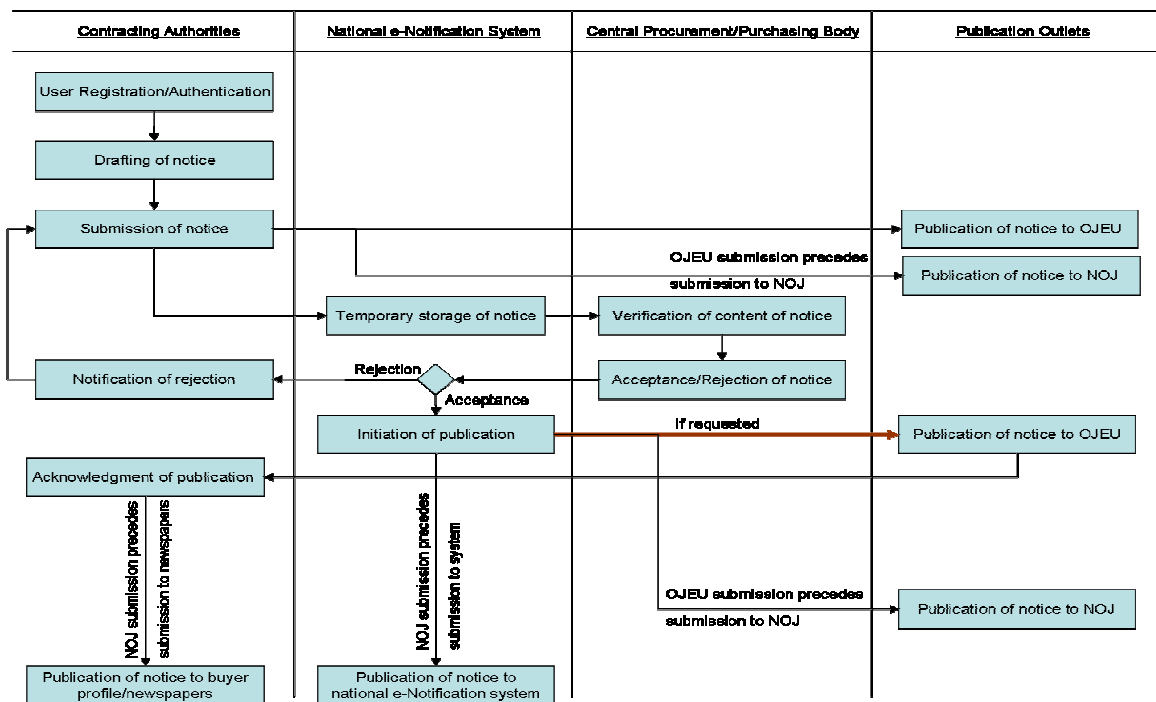 Contracting Authorities
National e-Notification System
Central Procurement/Purchasing Body
Publication Outlets
User Registration/Authentication
Drafting of notice
Submission of notice
Publication of notice to OJEU
OJEU submission precedes
submission to NOJ
Publication of notice to NOJ
Temporary storage of notice
Verification of content of notice
Notification of rejection
Rejection
Acceptance/Rejection of notice
Acceptance
Initiation of publication
If requested
Publication of notice to OJEU
Acknowledgment of publication
NOJ submission precedes
submission to newspapers
NOJ submission precedes
submission to system
OJEU submission precedes
submission to NOJ
Publication of notice to NOJ
Publication of notice to buyer
profile/newspapers
Publication of notice to
national e-Notification system